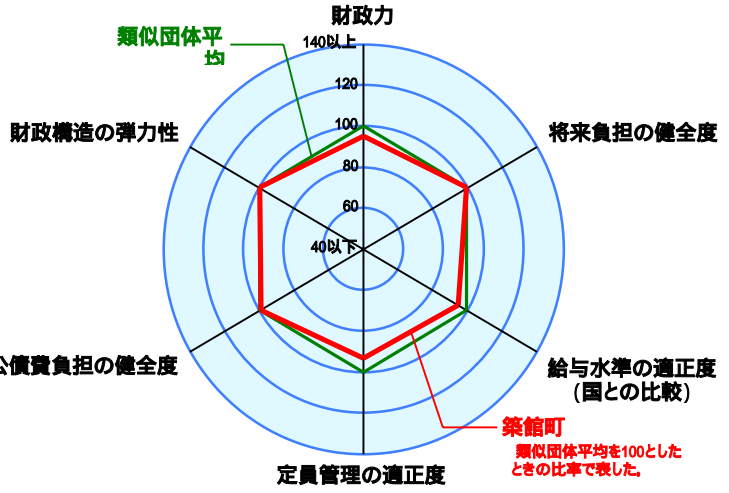 財政力
類似団体平
均
140以上
120
100
80
60
40以下
財政構造の弾力性
将来負担の健全度
公債費負担の健全度
給与水準の適正度
(国との比較)
定員管理の適正度
築館町
類似団体平均を100とした
ときの比率で表した。